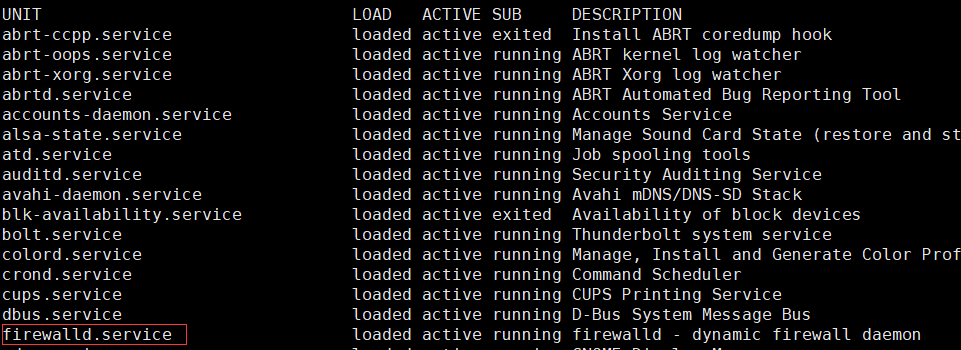 UNIT LOAD ACTIVE SUB DESCRIPTION
abrt-ccpp.service loaded active exited Install ABRT coredump hook
abrt-oops.service loaded active running ABRT kernel log watcher
abrt-xorg.service loaded active running ABRT Xorg log watcher
abrtd.service loaded active running ABRT Automated Bug Reporting Tool
accounts-daemon.service loaded active running Accounts Service
alsa-state.service loaded active running Manage Sound Card State (restore and st
atd.service loaded active running Job spooling tools
auditd.service loaded active running Security Auditing Service
avahi-daemon.service loaded active running Avahi mDNS/DNS-SD Stack
blk-availability.service loaded active exited Availability of block devices
bolt.service loaded active running Thunderbolt system service
colord.service loaded active running Manage, Install and Generate Color Prof
crond.service loaded active running Command Scheduler
cups.service loaded active running CUPS Printing Service
dbus.service loaded active running D-Bus System Message Bus
firewalld.service loaded active running firewalld - dynamic firewall daemon